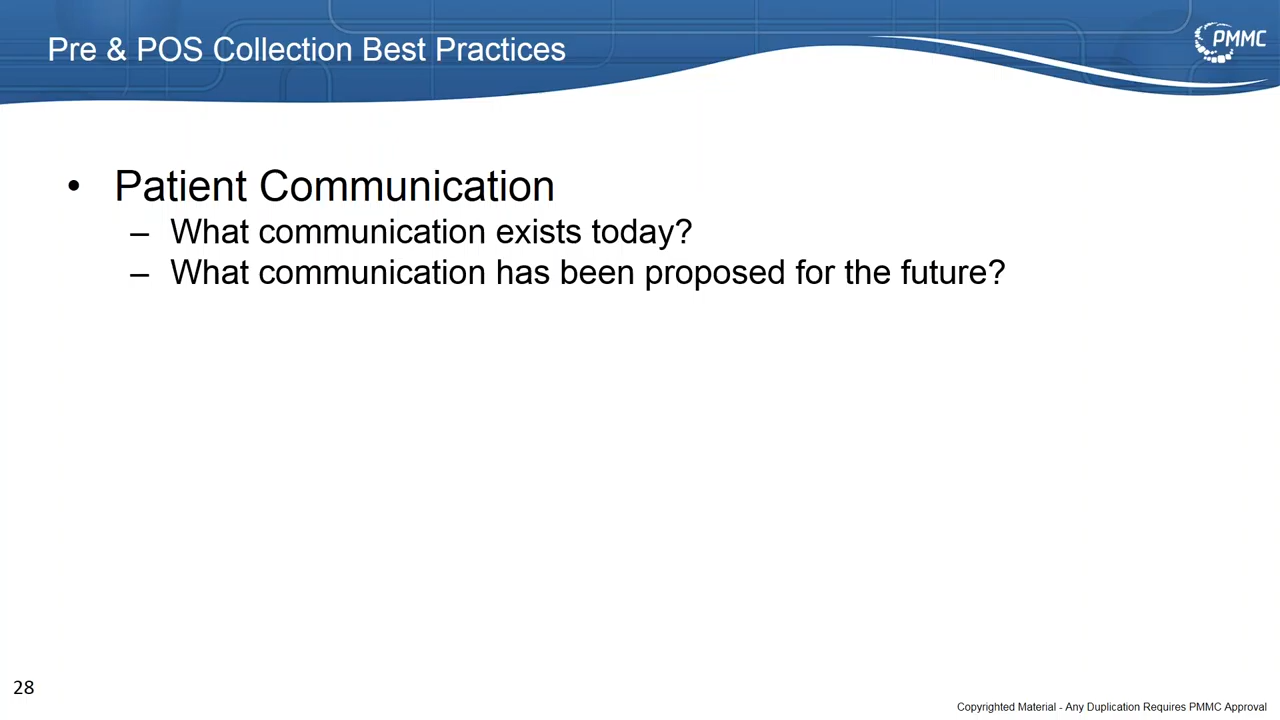 Pre & POS Collection Best Practices
PMMC
• Patient Communication
– What communication exists today?
– What communication has been proposed for the future?
28
Copyrighted Material - Any Duplication Requires PMMC Approval